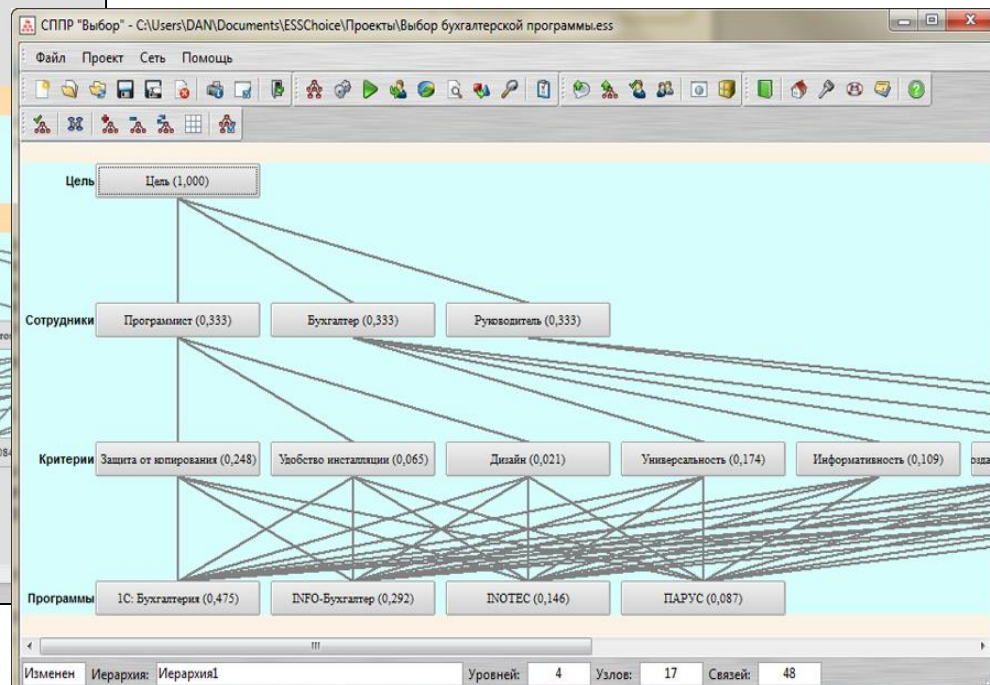 СППР "Выбор" - C:\Users\DAN\Documents\ESSChoice\Проекты\Выбор бухгалтерской программы.ess
Файл Проект Сеть Помощь
Цель Цель (1,000)
Сотрудники Программист (0,333) Бухгалтер (0,333) Руководитель (0,333)
Критерии Защита от копирования (0,248) Удобство инсталляции (0,065) Дизайн (0,021) Универсальность (0,174) Информативность (0,109)
Программы 1С: Бухгалтерия (0,475) INFO-Бухгалтер (0,292) INOTEC (0,146) ПАРУС (0,087)
Изменен Иерархия: Иерархия1 Уровней: 4 Узлов: 17 Связей: 48